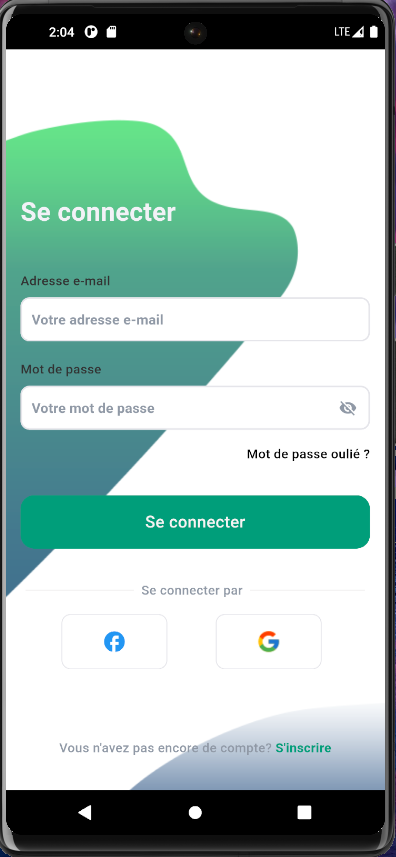 2:04
LTE
Se connecter
Adresse e-mail
Votre adresse e-mail
Mot de passe
Votre mot de passe
Mot de passe oulié ?
Se connecter
Se connecter par
Vous n'avez pas encore de compte? S'inscrire